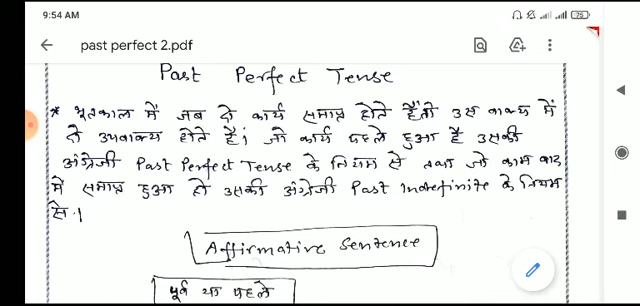 9:54 AM
75
past perfect 2.pdf
Past Perfect Tense
* भूतकाल में जब दो कार्य समाप्त होते हैं तो उस वाक्य में
दो उपवाक्य होते हैं। जो कार्य पहले हुआ है उसकी
अंग्रेजी Past Perfect Tense के नियम से तथा जो काम बाद
में समाप्त हुआ हो उसकी अंग्रेजी Past Indefinite के नियम
से।
Affirmative Sentence
पूर्व या पहले